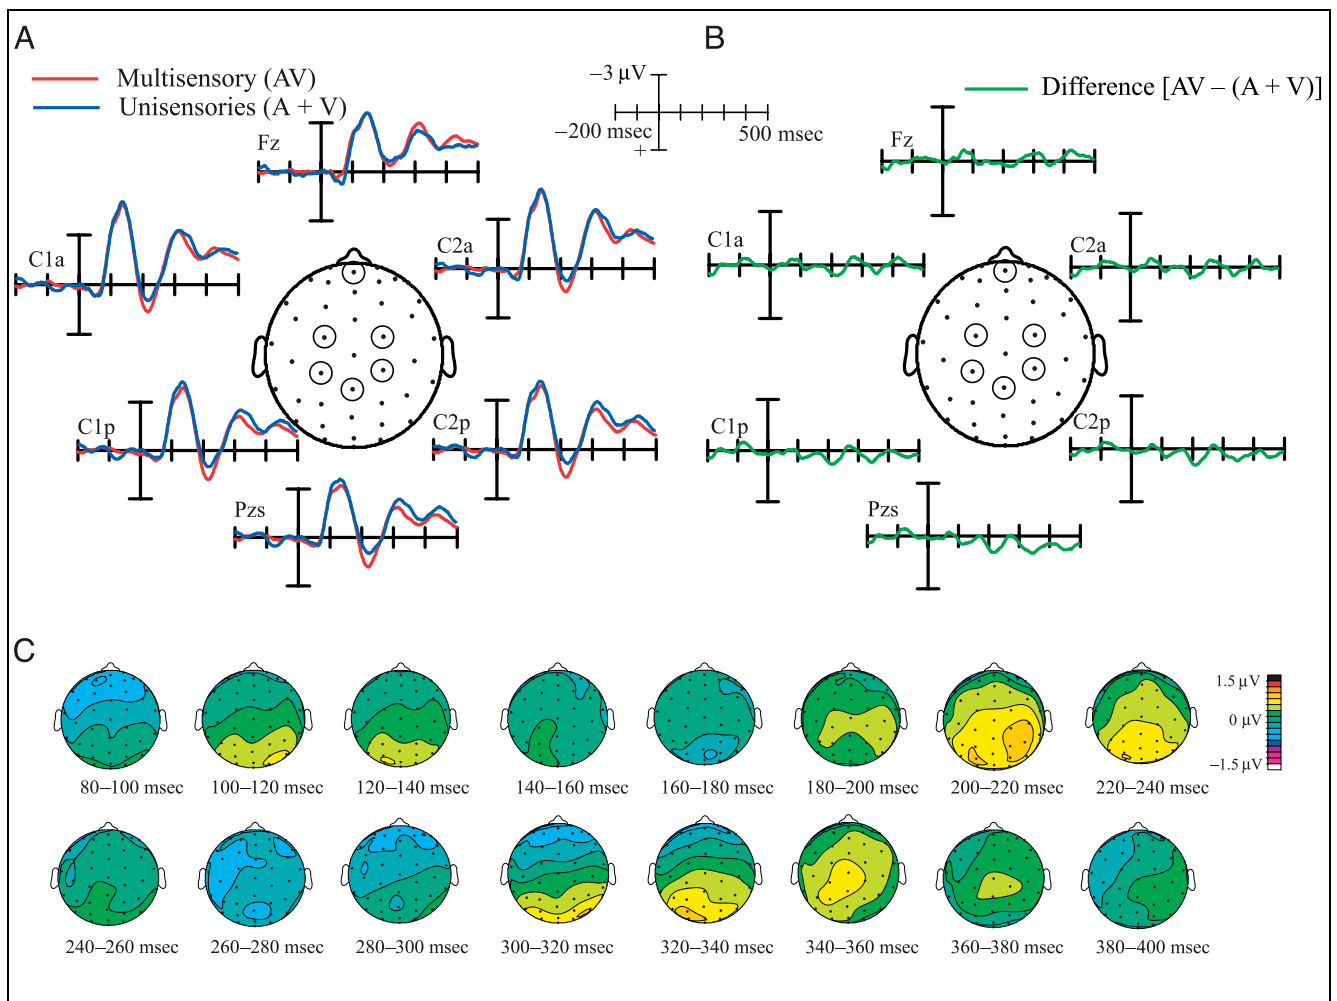 A
Multisensory (AV)
Unisensories (A + V)
−3 µV
−200 msec
500 msec
+
Fz
C1a
C2a
C1p
C2p
Pzs
B
Difference [AV – (A + V)]
Fz
C1a
C2a
C1p
C2p
Pzs
C
80–100 msec
100–120 msec
120–140 msec
140–160 msec
160–180 msec
180–200 msec
200–220 msec
220–240 msec
1.5 µV
0 µV
−1.5 µV
240–260 msec
260–280 msec
280–300 msec
300–320 msec
320–340 msec
340–360 msec
360–380 msec
380–400 msec